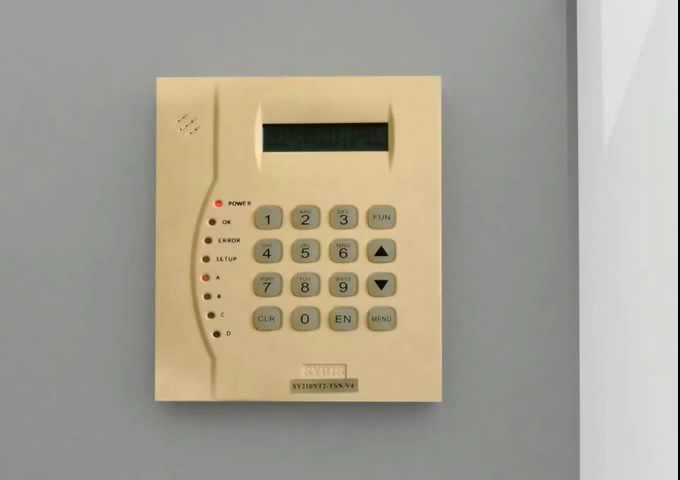 POWER
OK
ERROR
SETUP
A
B
C
D
1 2 3 FUN
4 5 6 ▲
7 8 9 ▼
CLR 0 EN MENU
SYRIS
SY210NT2-TSN-V4